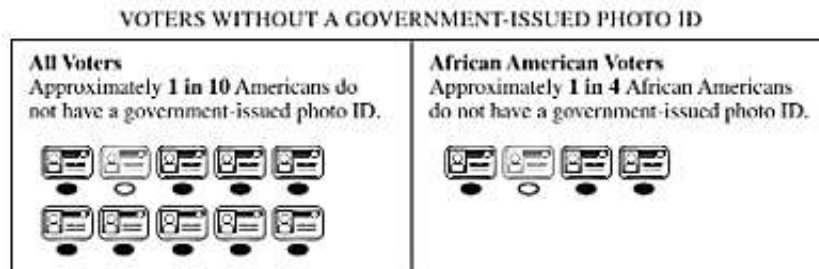 VOTERS WITHOUT A GOVERNMENT-ISSUED PHOTO ID
All Voters
Approximately 1 in 10 Americans do
not have a government-issued photo ID.
African American Voters
Approximately 1 in 4 African Americans
do not have a government-issued photo ID.